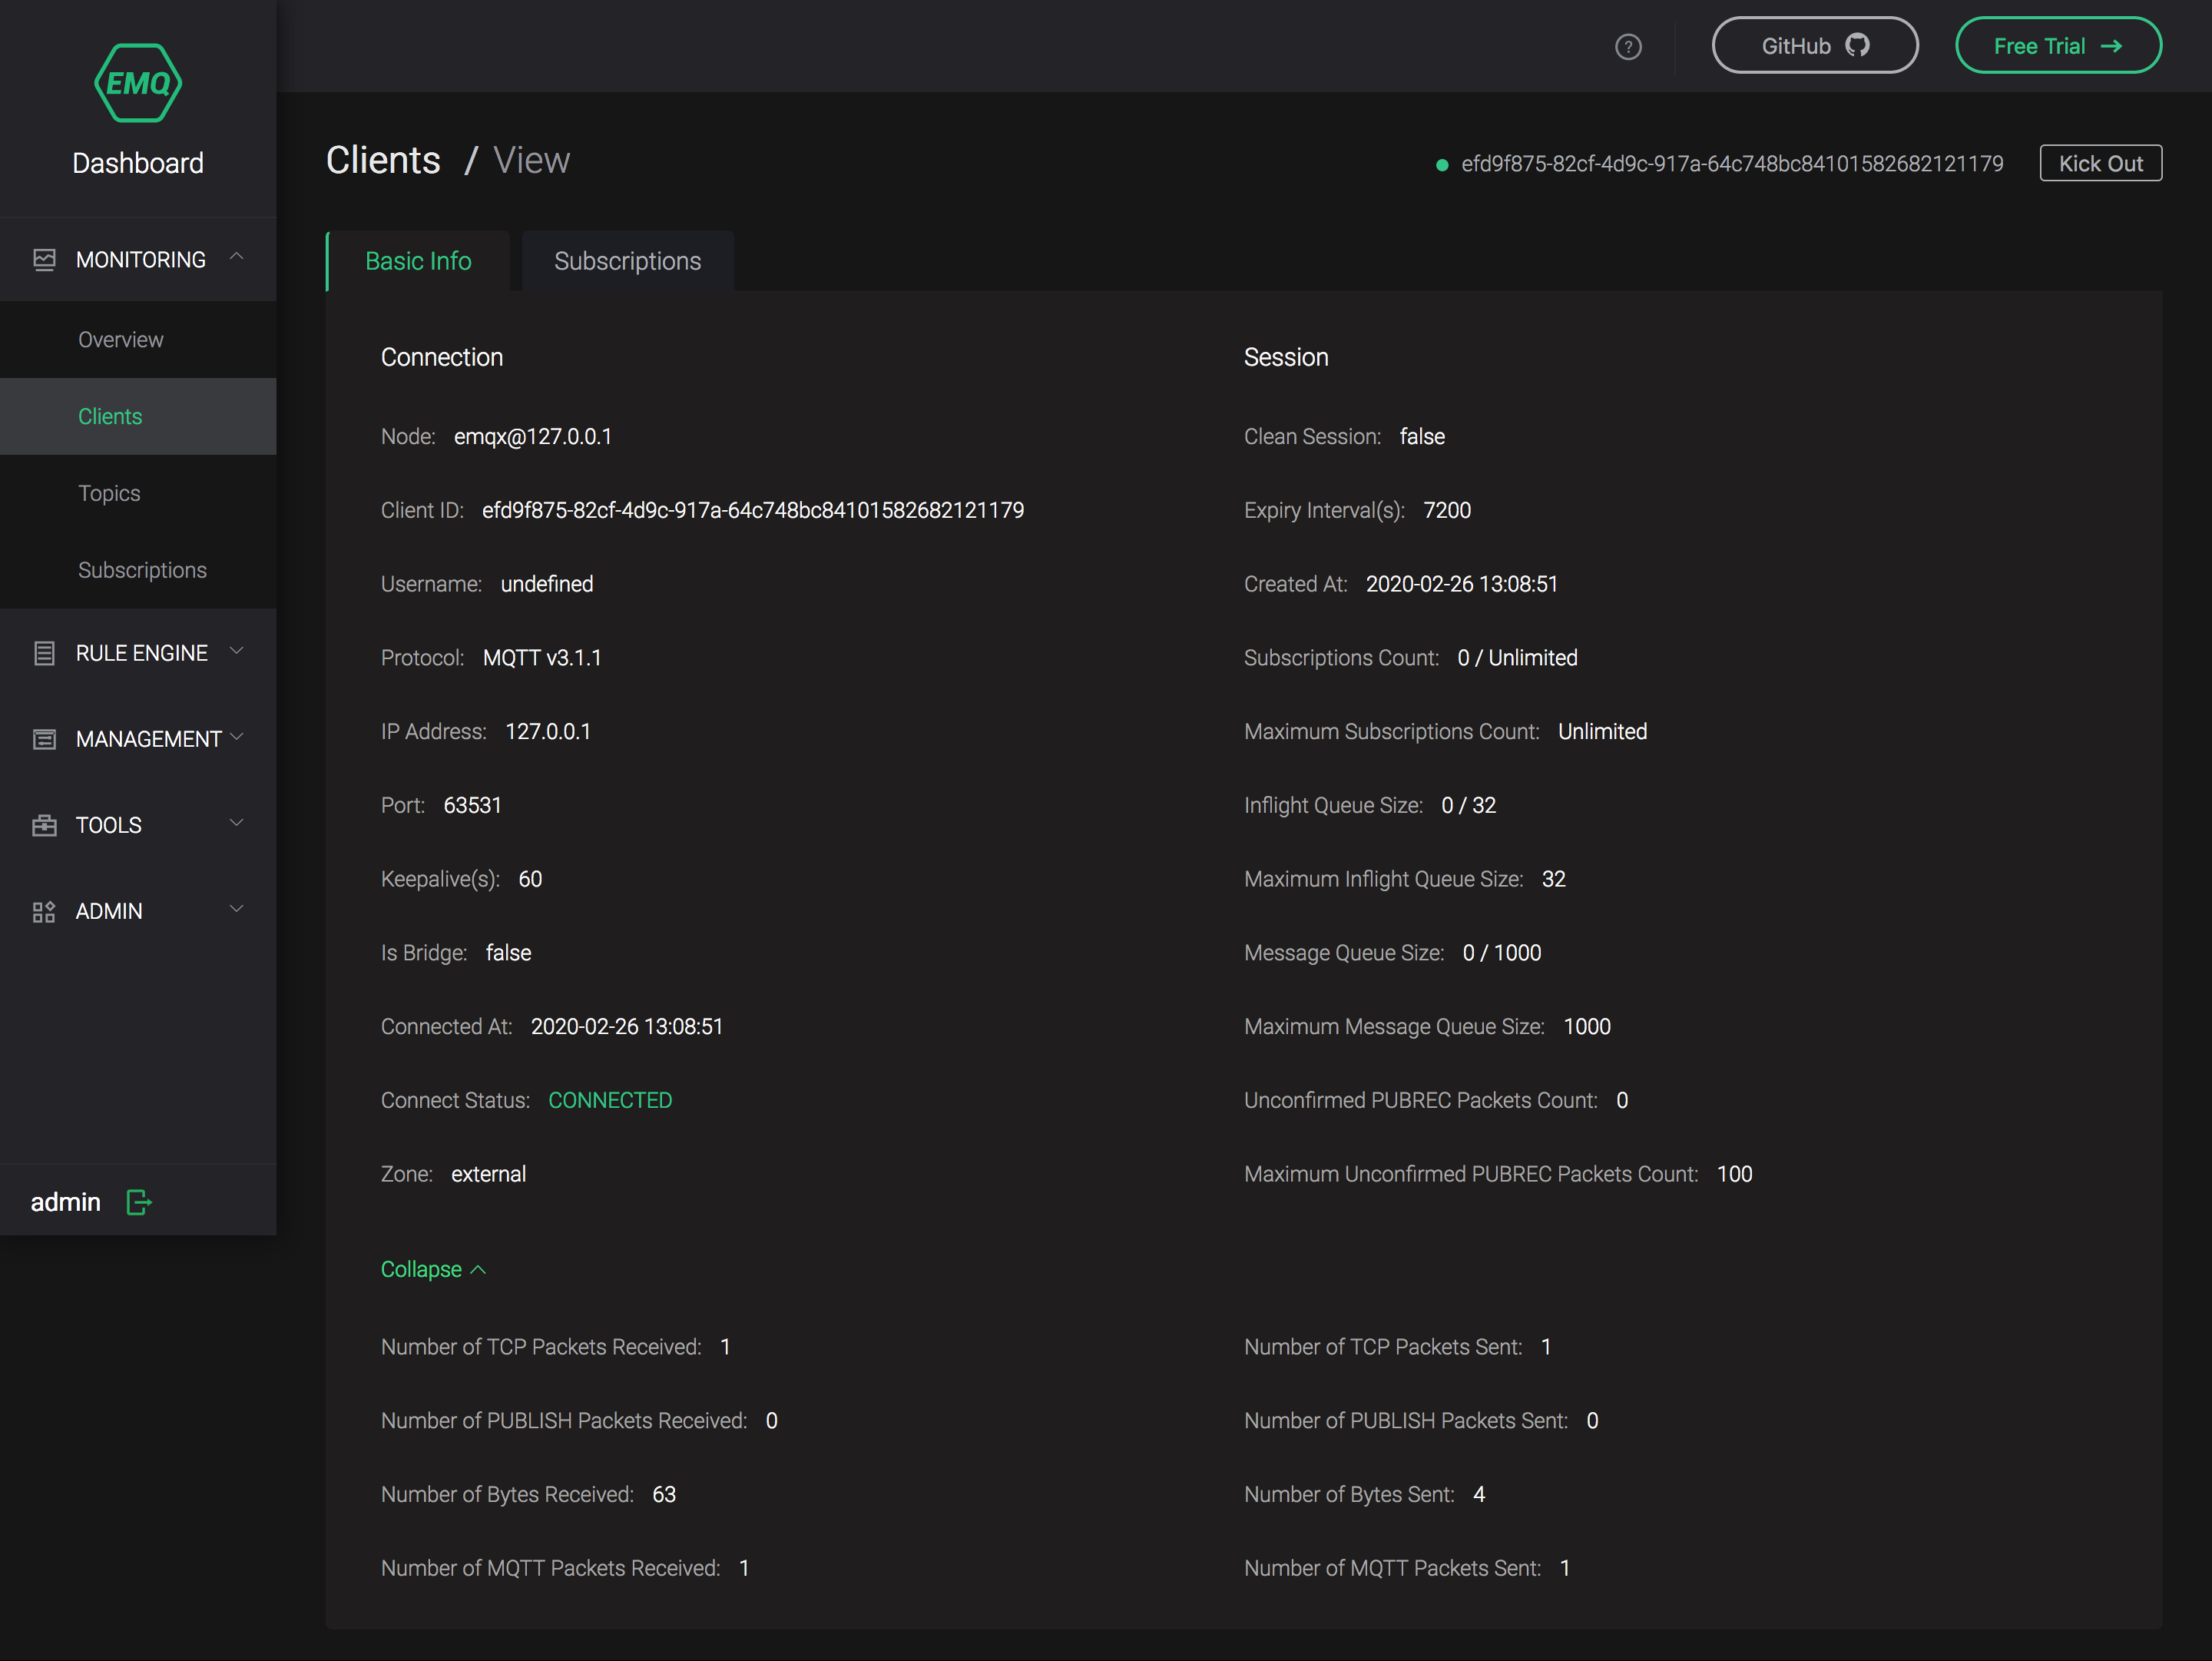 EMQ
Dashboard
MONITORING
Overview
Clients
Topics
Subscriptions
RULE ENGINE
MANAGEMENT
TOOLS
ADMIN
admin
?
GitHub
Free Trial →
Clients / View
efd9f875-82cf-4d9c-917a-64c748bc84101582682121179
Kick Out
Basic Info
Subscriptions
Connection
Node: emqx@127.0.0.1
Client ID: efd9f875-82cf-4d9c-917a-64c748bc84101582682121179
Username: undefined
Protocol: MQTT v3.1.1
IP Address: 127.0.0.1
Port: 63531
Keepalive(s): 60
Is Bridge: false
Connected At: 2020-02-26 13:08:51
Connect Status: CONNECTED
Zone: external
Session
Clean Session: false
Expiry Interval(s): 7200
Created At: 2020-02-26 13:08:51
Subscriptions Count: 0 / Unlimited
Maximum Subscriptions Count: Unlimited
Inflight Queue Size: 0 / 32
Maximum Inflight Queue Size: 32
Message Queue Size: 0 / 1000
Maximum Message Queue Size: 1000
Unconfirmed PUBREC Packets Count: 0
Maximum Unconfirmed PUBREC Packets Count: 100
Collapse
Number of TCP Packets Received: 1
Number of PUBLISH Packets Received: 0
Number of Bytes Received: 63
Number of MQTT Packets Received: 1
Number of TCP Packets Sent: 1
Number of PUBLISH Packets Sent: 0
Number of Bytes Sent: 4
Number of MQTT Packets Sent: 1